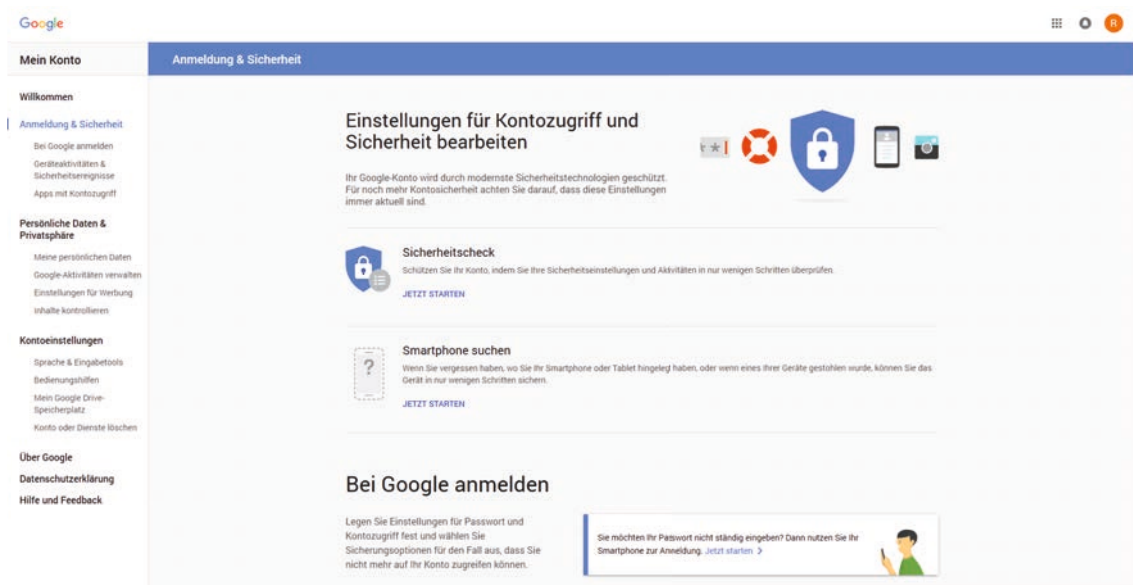 Google
R
Mein Konto
Anmeldung & Sicherheit
Willkommen
Anmeldung & Sicherheit
Bei Google anmelden
Geräteaktivitäten &
Sicherheitsereignisse
Apps mit Kontozugriff
Persönliche Daten &
Privatsphäre
Meine persönlichen Daten
Google-Aktivitäten verwalten
Einstellungen für Werbung
Inhalte kontrollieren
Kontoeinstellungen
Sprache & Eingabetools
Bedienungshilfen
Mein Google Drive-
Speicherplatz
Konto oder Dienste löschen
Über Google
Datenschutzerklärung
Hilfe und Feedback
Einstellungen für Kontozugriff und
Sicherheit bearbeiten
Ihr Google-Konto wird durch modernste Sicherheitstechnologien geschützt.
Für noch mehr Kontosicherheit achten Sie darauf, dass diese Einstellungen
immer aktuell sind.
Sicherheitscheck
Schützen Sie Ihr Konto, indem Sie Ihre Sicherheitseinstellungen und Aktivitäten in nur wenigen Schritten überprüfen.
JETZT STARTEN
?
Smartphone suchen
Wenn Sie vergessen haben, wo Sie Ihr Smartphone oder Tablet hingelegt haben, oder wenn eines Ihrer Geräte gestohlen wurde, können Sie das
Gerät in nur wenigen Schritten sichern.
JETZT STARTEN
Bei Google anmelden
Legen Sie Einstellungen für Passwort und
Kontozugriff fest und wählen Sie
Sicherungsoptionen für den Fall aus, dass Sie
nicht mehr auf Ihr Konto zugreifen können.
Sie möchten Ihr Passwort nicht ständig eingeben? Dann nutzen Sie Ihr
Smartphone zur Anmeldung. Jetzt starten